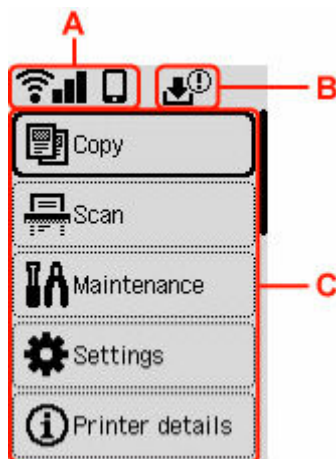 A
B
Copy
Scan
Maintenance
C
Settings
Printer details